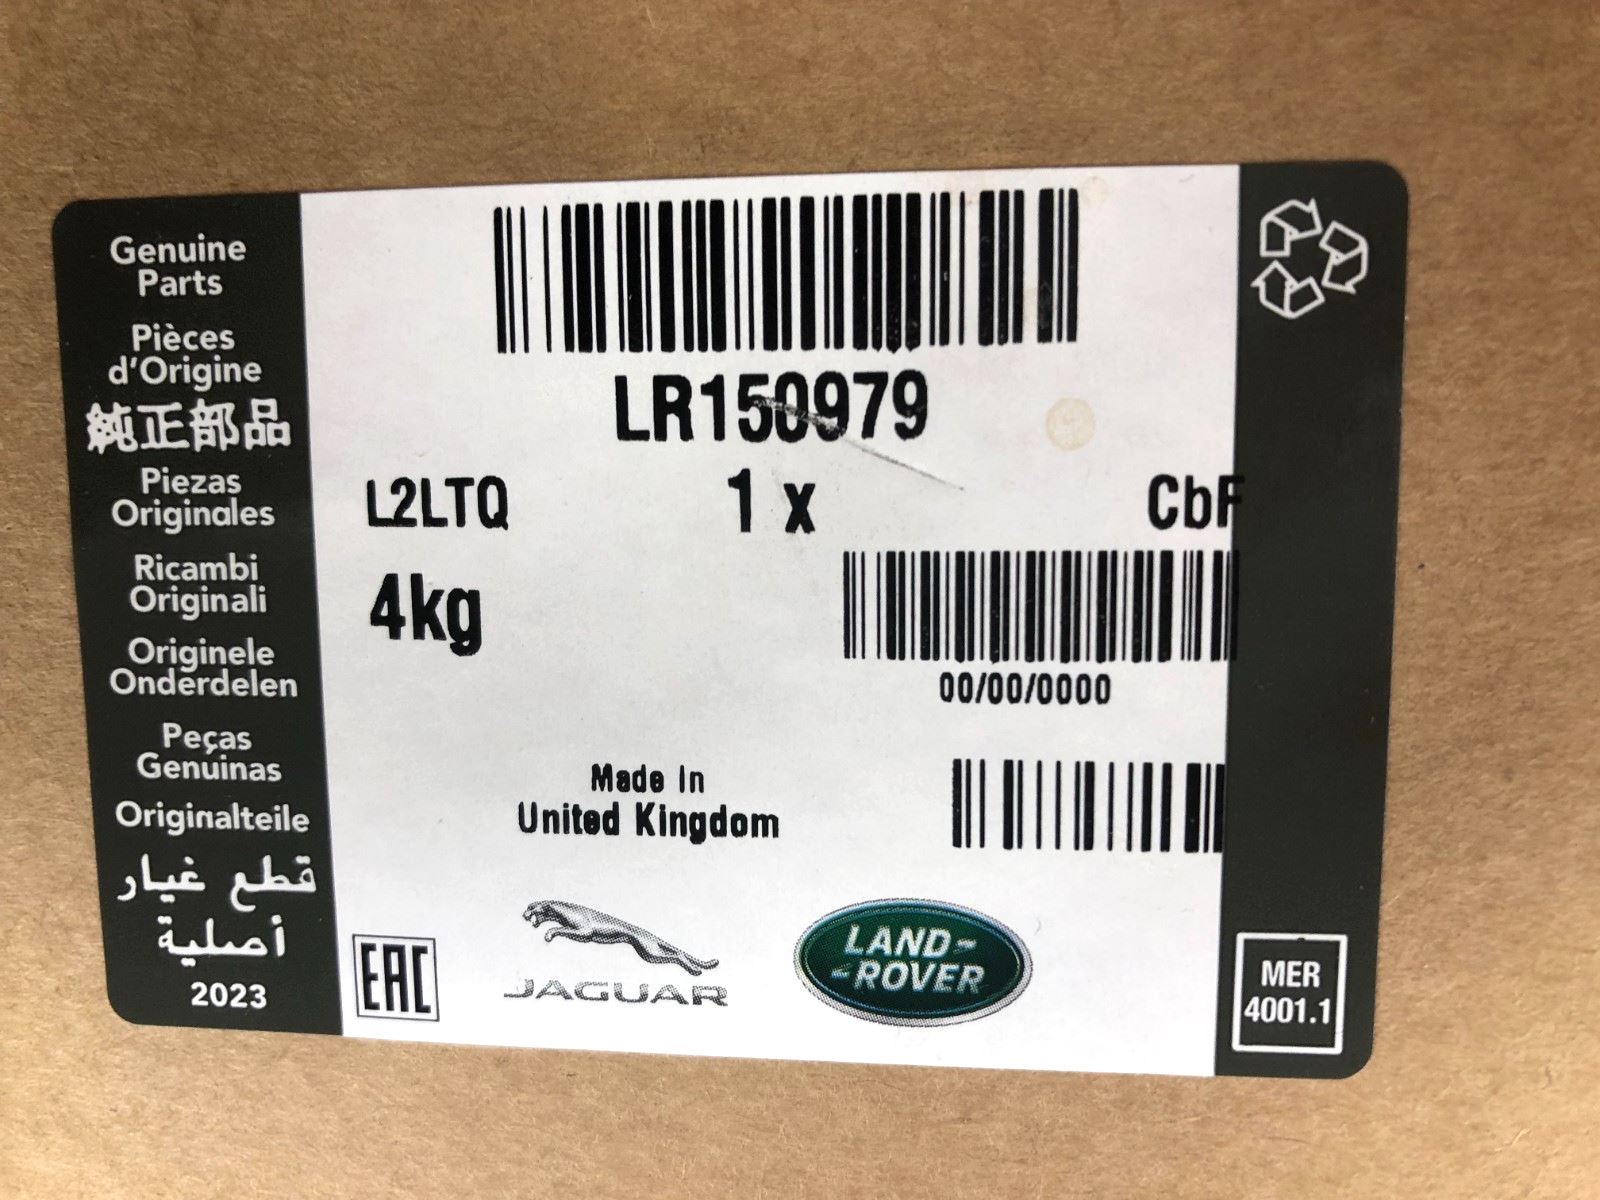 Genuine
Parts
Pièces
d'Origine
純正部品
Piezas
Originales
Ricambi
Originali
Originele
Onderdelen
Peças
Genuinas
Originalteile
قطع غيار
أصلية
2023
LR150979
L2LTQ 1 x CbF
4kg
00/00/0000
Made In
United Kingdom
EAC
JAGUAR
LAND-
-ROVER
MER
4001.1